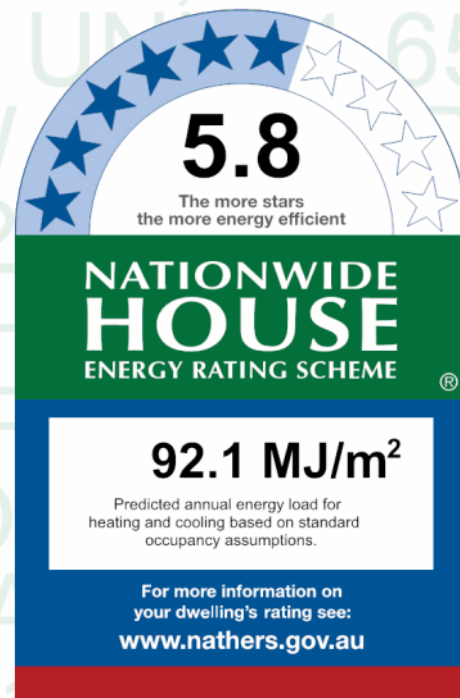 5.8
The more stars
the more energy efficient
NATIONWIDE
HOUSE
ENERGY RATING SCHEME
®
92.1 MJ/m²
Predicted annual energy load for
heating and cooling based on standard
occupancy assumptions.
For more information on
your dwelling's rating see:
www.nathers.gov.au